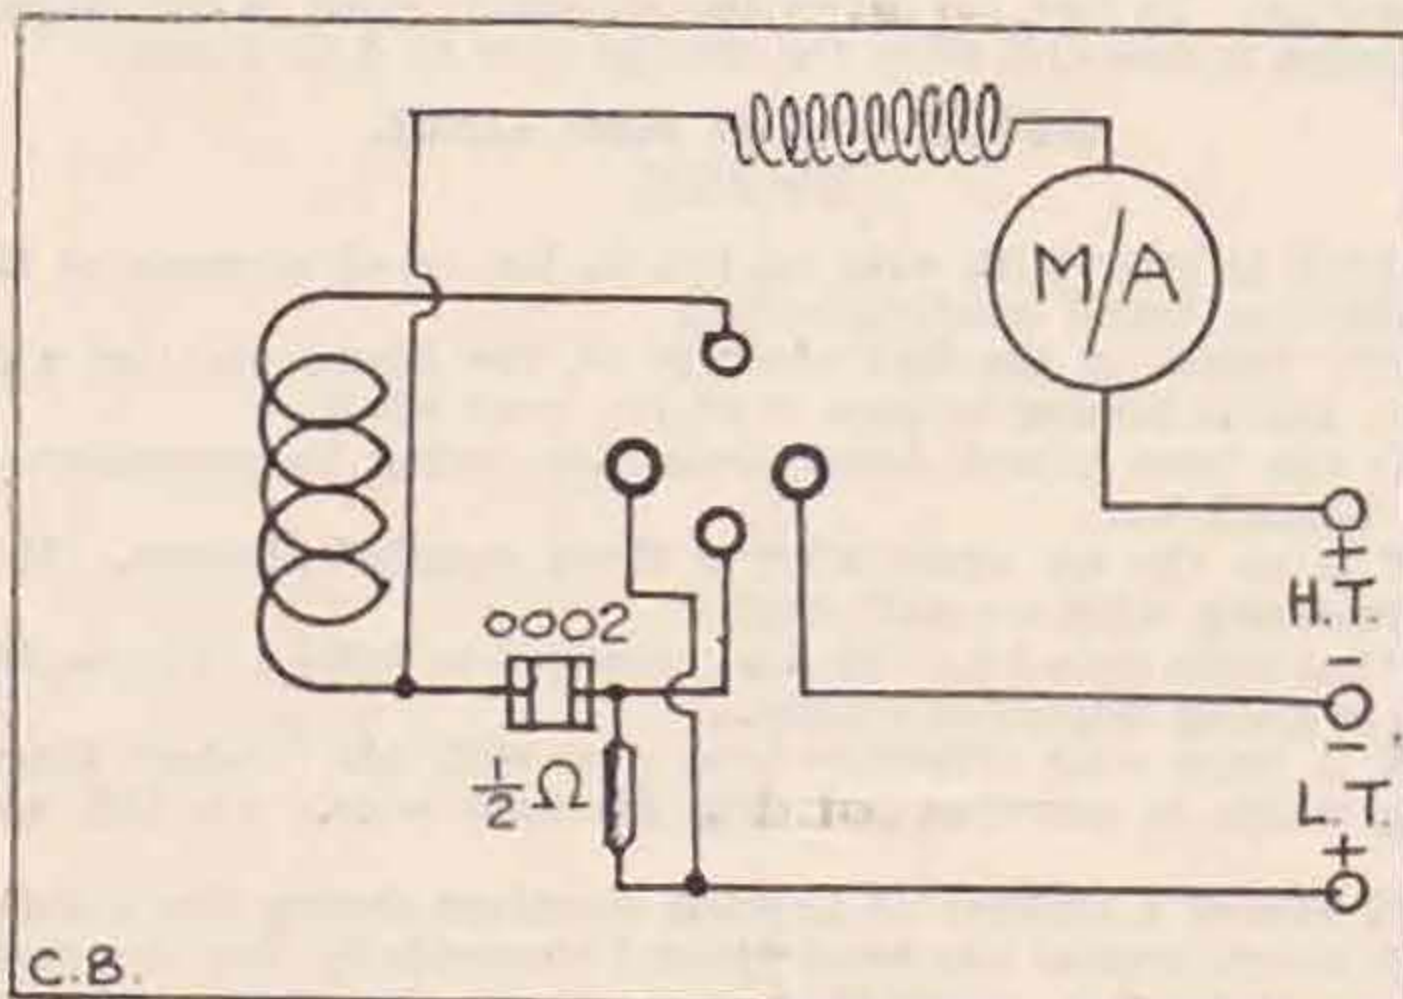 M/A
+
H.T.
-
0002
-
½Ω
L.T.
+
C.B.